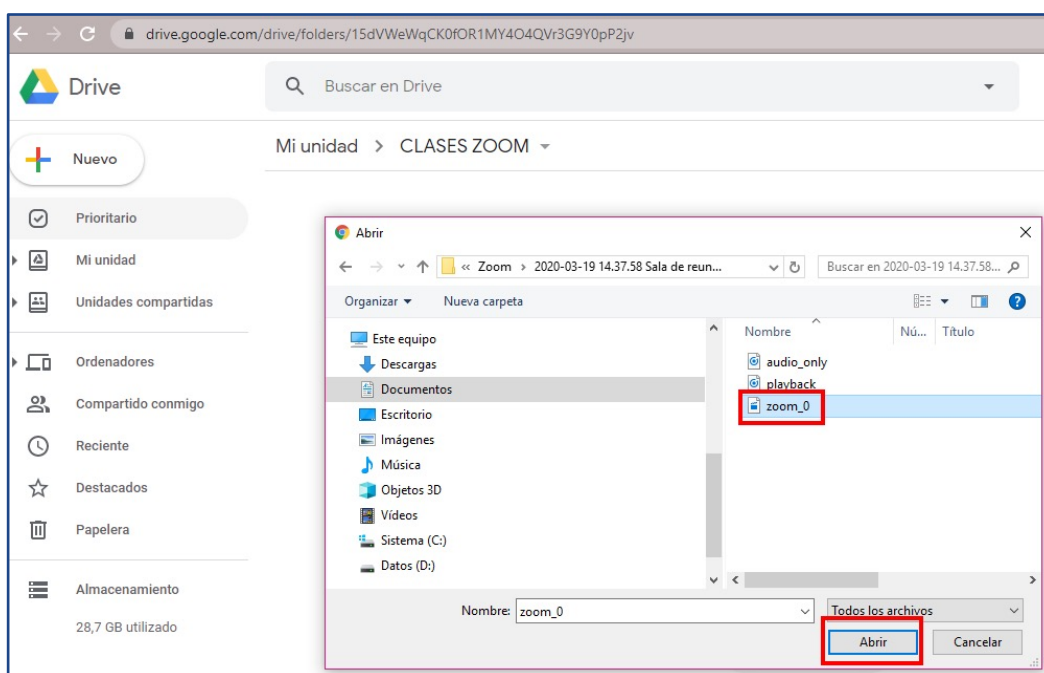 drive.google.com/drive/folders/15dVWeWqCK0fOR1MY4O4QVr3G9Y0pP2jv
Drive
Buscar en Drive
Nuevo
Mi unidad > CLASES ZOOM
Prioritario
Mi unidad
Unidades compartidas
Ordenadores
Compartido conmigo
Reciente
Destacados
Papelera
Almacenamiento
28,7 GB utilizado
Abrir
« Zoom > 2020-03-19 14.37.58 Sala de reun...
Buscar en 2020-03-19 14.37.58...
Organizar
Nueva carpeta
Este equipo
Descargas
Documentos
Escritorio
Imágenes
Música
Objetos 3D
Vídeos
Sistema (C:)
Datos (D:)
Nombre Nú... Título
audio_only
playback
zoom_0
Nombre: zoom_0
Todos los archivos
Abrir
Cancelar